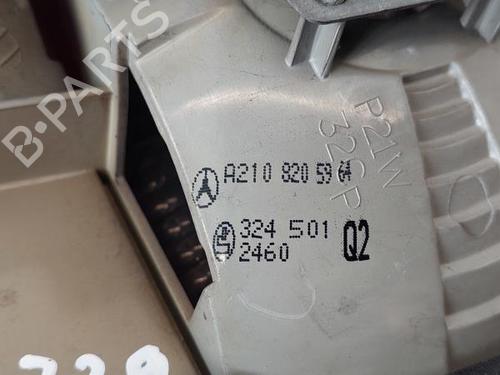 B-PARTS
P21W
32CP
A210 820 59 64
324 501
2460 Q2